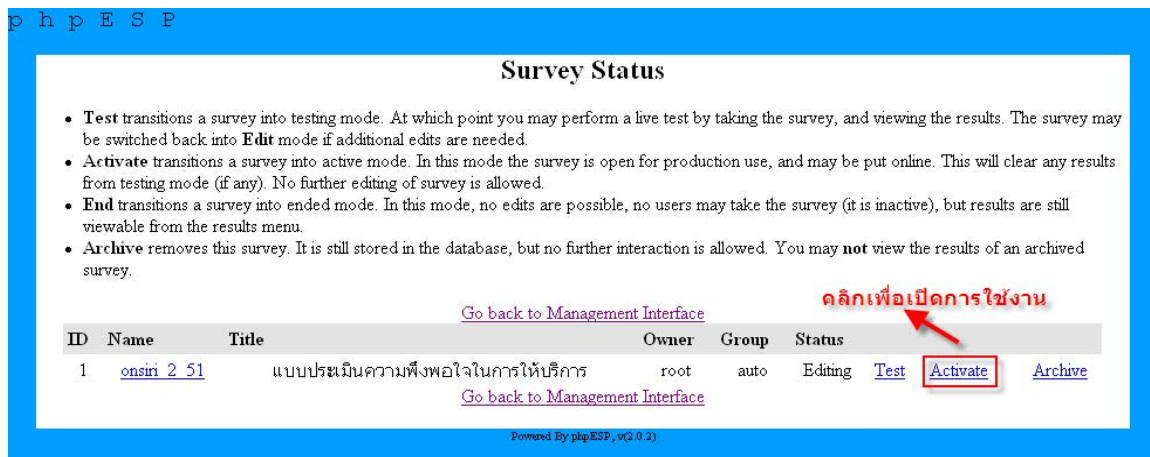 p h p E S P
Survey Status
• Test transitions a survey into testing mode. At which point you may perform a live test by taking the survey, and viewing the results. The survey may
be switched back into Edit mode if additional edits are needed.
• Activate transitions a survey into active mode. In this mode the survey is open for production use, and may be put online. This will clear any results
from testing mode (if any). No further editing of survey is allowed.
• End transitions a survey into ended mode. In this mode, no edits are possible, no users may take the survey (it is inactive), but results are still
viewable from the results menu.
• Archive removes this survey. It is still stored in the database, but no further interaction is allowed. You may not view the results of an archived
survey.
คลิกเพื่อเปิดการใช้งาน
Go back to Management Interface
ID Name Title Owner Group Status
1 onsiri_2_51 แบบประเมินความพึงพอใจในการให้บริการ root auto Editing Test Activate Archive
Go back to Management Interface
Powered By phpESP, v(2.0.2)